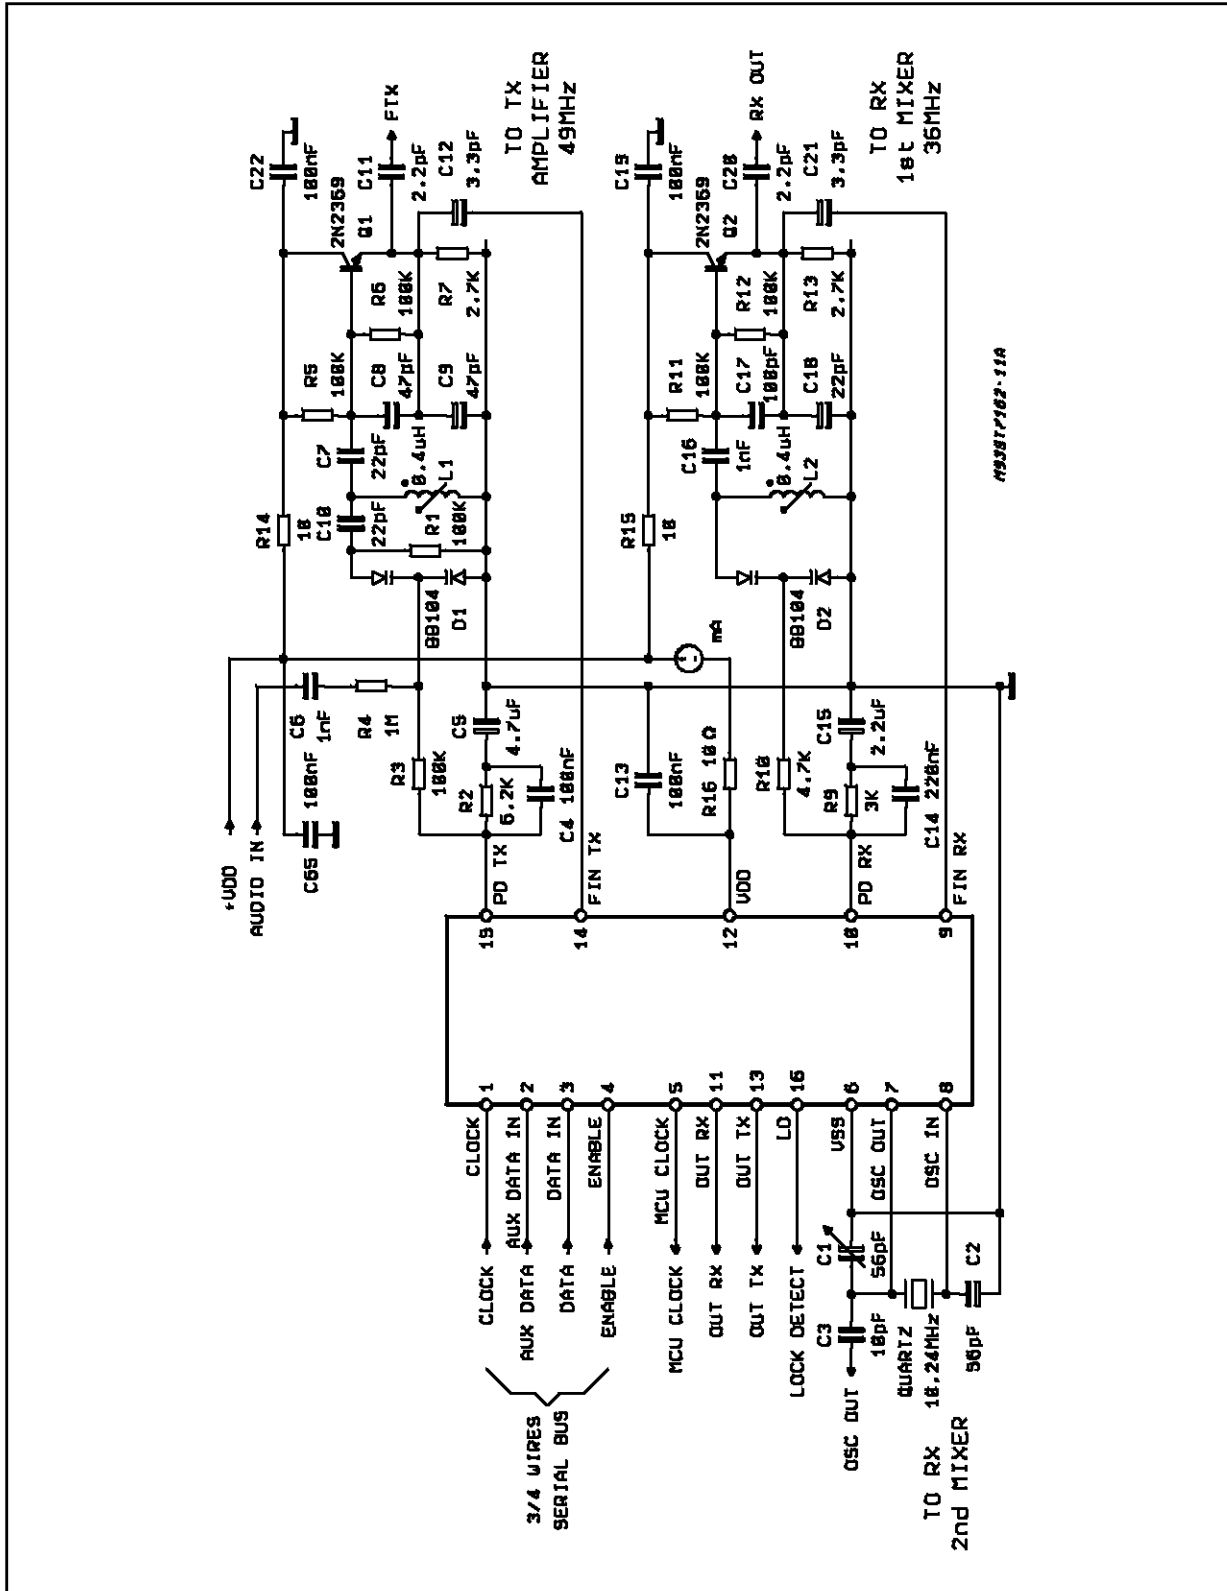 +VDD
AUDIO IN
C65
100nF
C6
1nF
R4
1M
R14
10
C10
22pF
C7
22pF
R5
100K
C22
100nF
2N2369
Q1
C11
FTX
2.2pF
C12
3.3pF
TO TX
AMPLIFIER
49MHz
R6
100K
R7
2.7K
C8
47pF
C9
47pF
0.4uH
L1
R1
100K
BB104
D1
R3
100K
R2
6.2K
C5
4.7uF
C4 100nF
PD TX
FIN TX
15
14
12
10
9
VDD
PD RX
FIN RX
C13
100nF
R16 10Ω
mA
R15
10
C16
1nF
R11
100K
C19
100nF
2N2369
Q2
C20
RX OUT
2.2pF
C21
3.3pF
TO RX
1st MIXER
36MHz
R12
100K
R13
2.7K
C17
100pF
C18
22pF
0.4uH
L2
BB104
D2
R10
4.7K
R9
3K
C15
2.2uF
C14 220nF
1
2
3
4
5
11
13
16
6
7
8
CLOCK
AUX DATA IN
DATA IN
ENABLE
MCU CLOCK
OUT RX
OUT TX
LD
VSS
OSC OUT
OSC IN
CLOCK
AUX DATA
DATA
ENABLE
MCU CLOCK
OUT RX
OUT TX
LOCK DETECT
3/4 WIRES
SERIAL BUS
C1
56pF
C3
10pF
QUARTZ
10,24MHz
C2
56pF
OSC OUT
TO RX
2nd MIXER